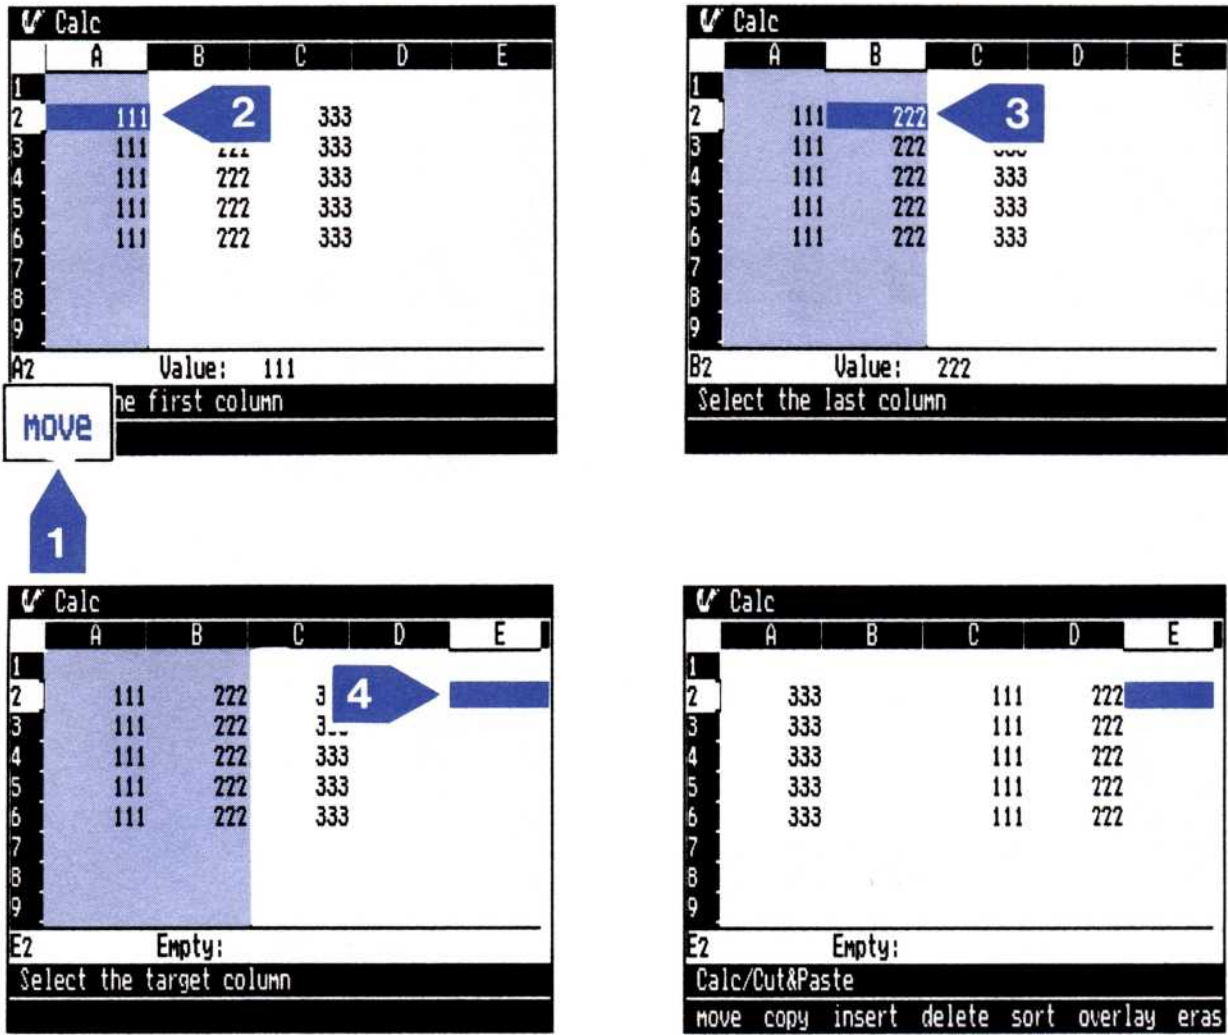 Calc
A B C D E
1
2 111 2 333
3 111 333
4 111 222 333
5 111 222 333
6 111 222 333
7
8
9
A2 Value: 111
move he first column
1
Calc
A B C D E
1
2 111 222 3
3 111 222
4 111 222 333
5 111 222 333
6 111 222 333
7
8
9
B2 Value: 222
Select the last column
Calc
A B C D E
1
2 111 222 3 4
3 111 222 3
4 111 222 333
5 111 222 333
6 111 222 333
7
8
9
E2 Empty:
Select the target column
Calc
A B C D E
1
2 333 111 222
3 333 111 222
4 333 111 222
5 333 111 222
6 333 111 222
7
8
9
E2 Empty:
Calc/Cut&Paste
move copy insert delete sort overlay eras